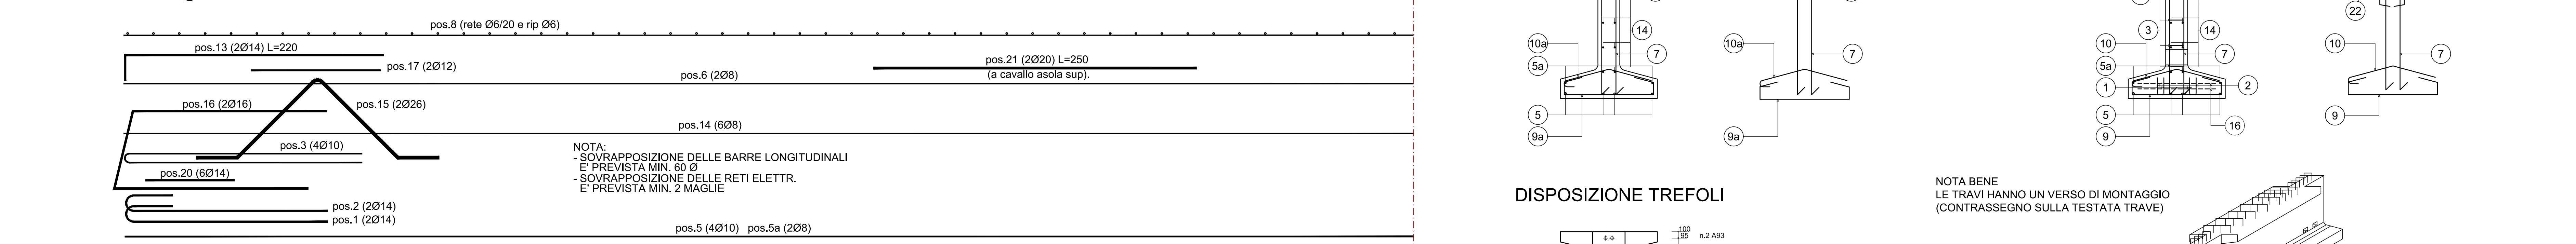 pos.8 (rete Ø6/20 e rip Ø6)
pos.13 (2Ø14) L=220
pos.17 (2Ø12)
pos.21 (2Ø20) L=250
(a cavallo asola sup).
pos.6 (2Ø8)
pos.16 (2Ø16)
pos.15 (2Ø26)
pos.14 (6Ø8)
pos.3 (4Ø10)
NOTA:
- SOVRAPPOSIZIONE DELLE BARRE LONGITUDINALI
E' PREVISTA MIN. 60 Ø
- SOVRAPPOSIZIONE DELLE RETI ELETTR.
E' PREVISTA MIN. 2 MAGLIE
pos.20 (6Ø14)
pos.2 (2Ø14)
pos.1 (2Ø14)
pos.5 (4Ø10) pos.5a (2Ø8)
14
10a
7
5a
5
9a
10a
7
9a
3
14
10
7
5a
1
2
5
16
9
22
10
7
9
DISPOSIZIONE TREFOLI
100
95
n.2 A93
NOTA BENE
LE TRAVI HANNO UN VERSO DI MONTAGGIO
(CONTRASSEGNO SULLA TESTATA TRAVE)